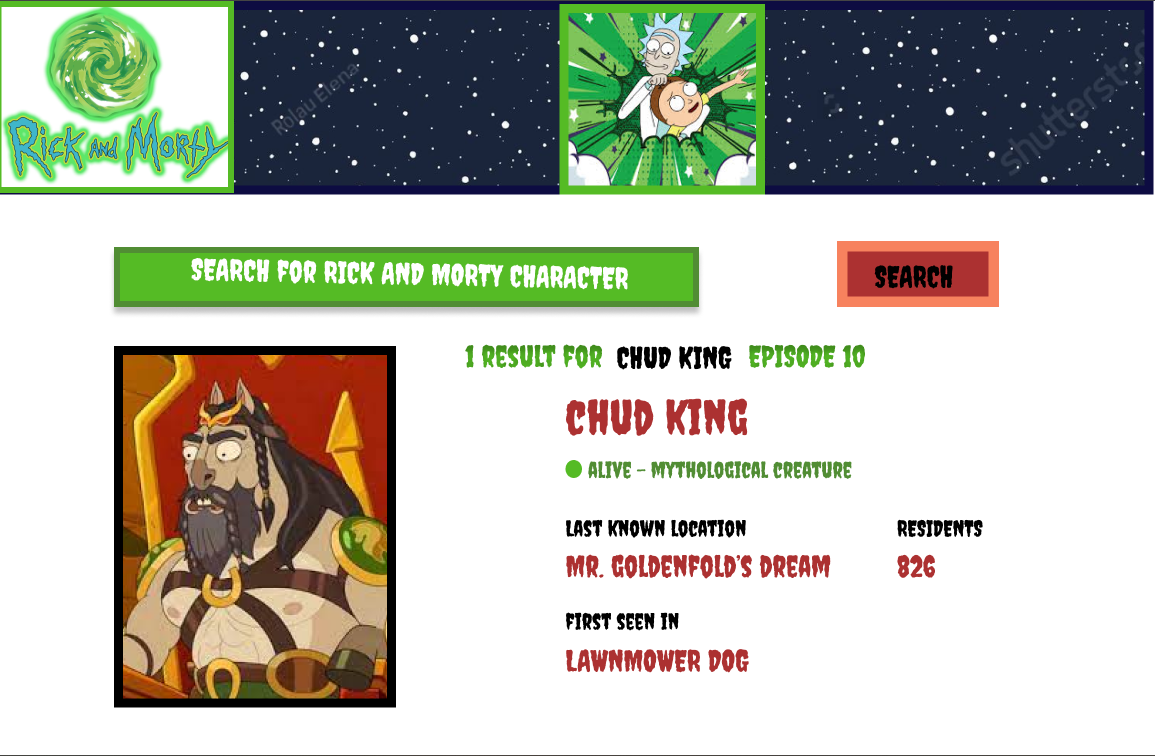 Rick and Morty
Rolau Elena
shuttersto
SEARCH FOR RICK AND MORTY CHARACTER
SEARCH
1 RESULT FOR CHUD KING EPISODE 10
CHUD KING
ALIVE - MYTHOLOGICAL CREATURE
LAST KNOWN LOCATION RESIDENTS
MR. GOLDENFOLD'S DREAM 826
FIRST SEEN IN
LAWNMOWER DOG